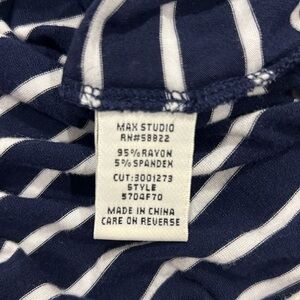 MAX STUDIO
RN#58822
95%RAYON
5%SPANDEX
CUT:3001273
STYLE
5704F70
MADE IN CHINA
CARE ON REVERSE